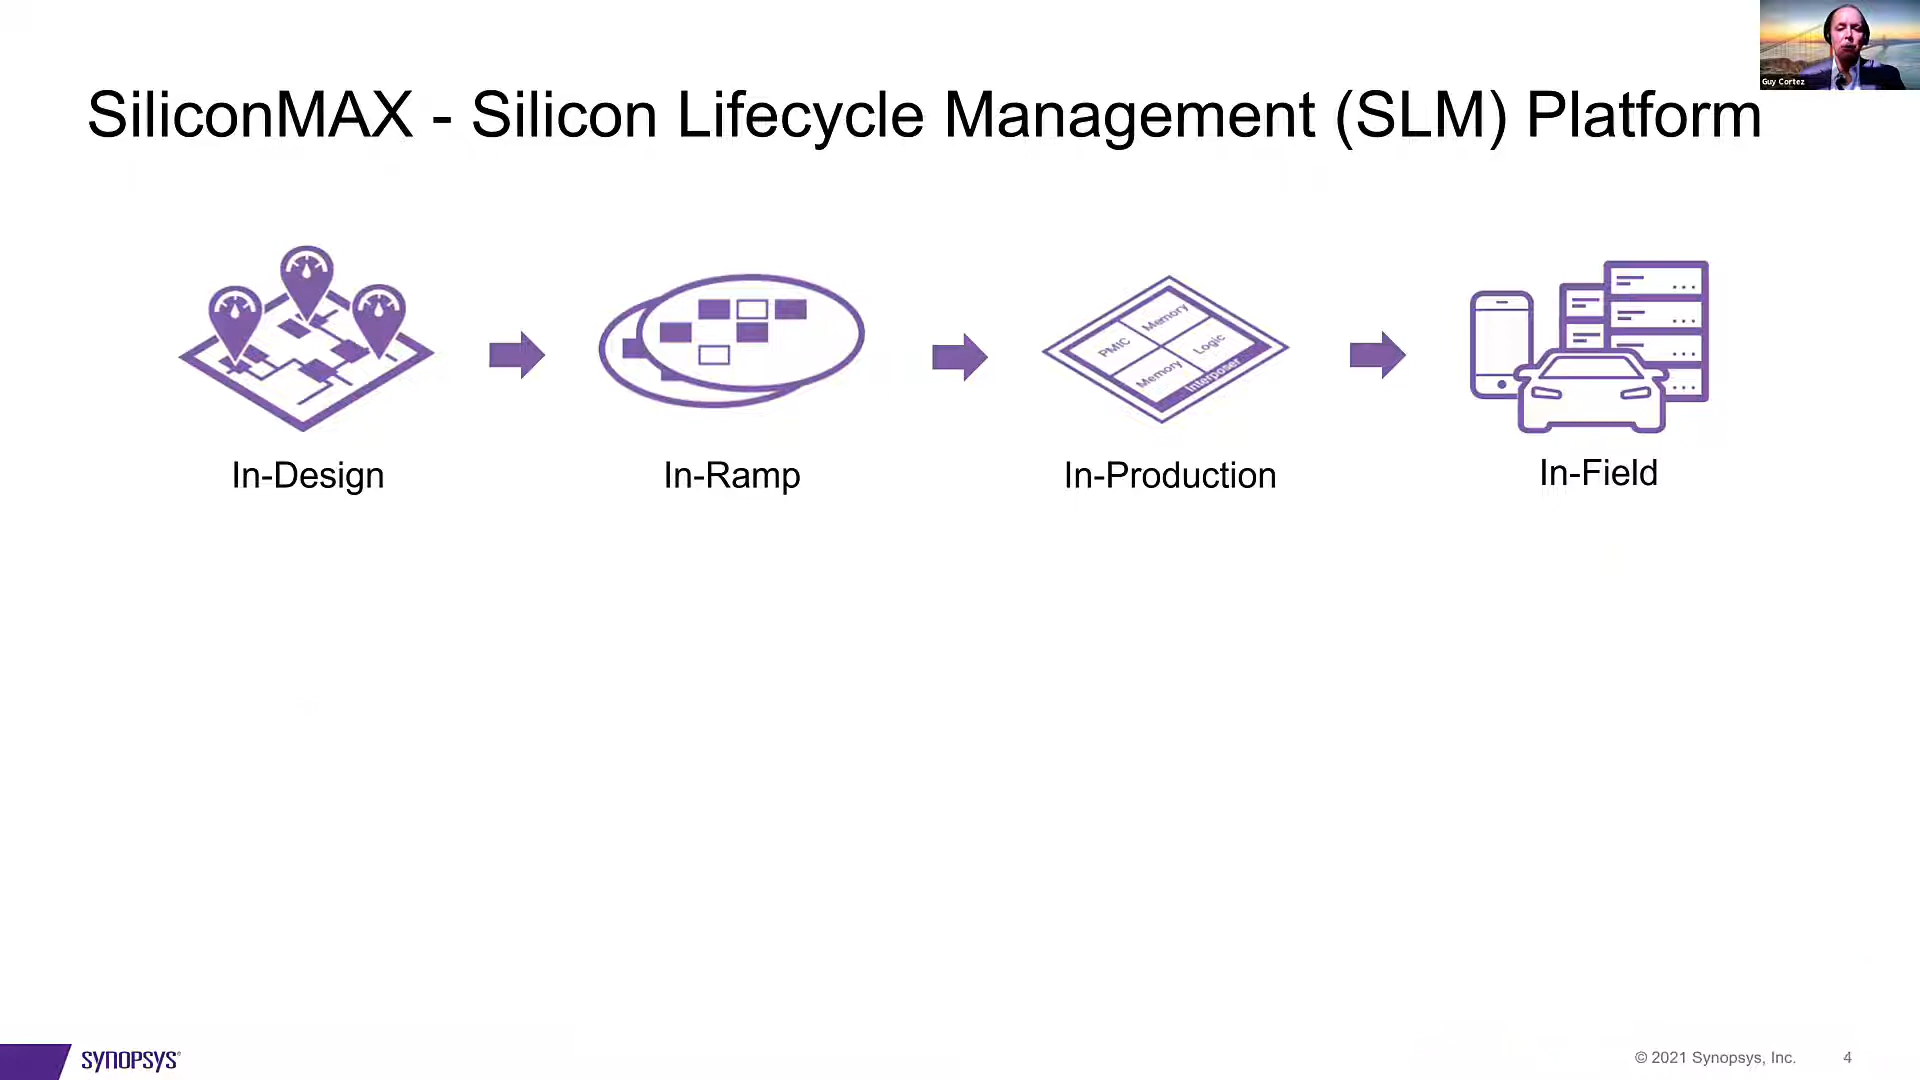 Guy Cortez
SiliconMAX - Silicon Lifecycle Management (SLM) Platform
PMIC
Memory
Memory
Logic
Interposer
In-Design
In-Ramp
In-Production
In-Field
SYNOPSYS®
© 2021 Synopsys, Inc.
4